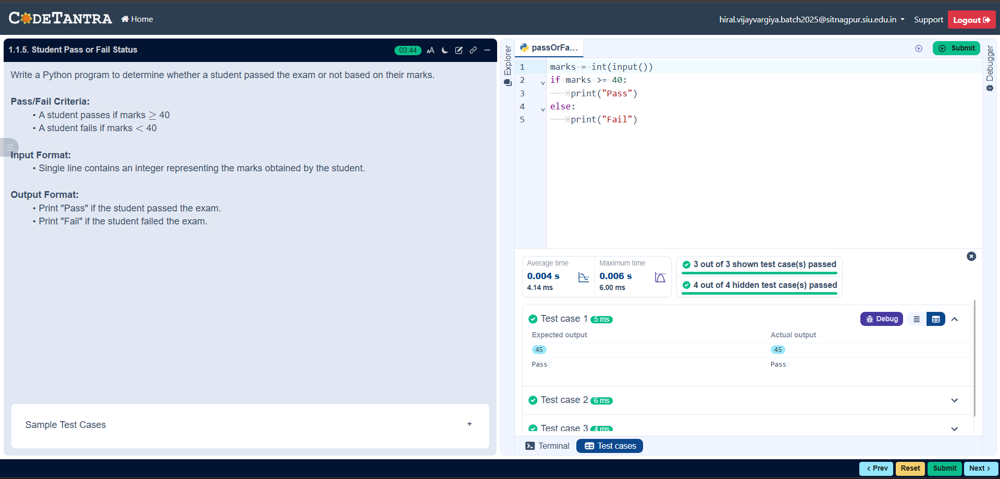 CODETANTRA Home
hiral.vijayvargiya.batch2025@sitnagpur.siu.edu.in Support Logout
1.1.5. Student Pass or Fail Status
03:44
Write a Python program to determine whether a student passed the exam or not based on their marks.
Pass/Fail Criteria:
• A student passes if marks ≥ 40
• A student fails if marks < 40
Input Format:
• Single line contains an integer representing the marks obtained by the student.
Output Format:
• Print "Pass" if the student passed the exam.
• Print "Fail" if the student failed the exam.
Sample Test Cases +
Explorer
passOrFa...
Submit
Debugger
1 marks = int(input())
2 if marks >= 40:
3 print("Pass")
4 else:
5 print("Fail")
Average time
0.004 s
4.14 ms
Maximum time
0.006 s
6.00 ms
3 out of 3 shown test case(s) passed
4 out of 4 hidden test case(s) passed
Test case 1 5 ms
Debug
Expected output Actual output
45 45
Pass Pass
Test case 2 6 ms
Test case 3 4 ms
Terminal Test cases
< Prev Reset Submit Next >